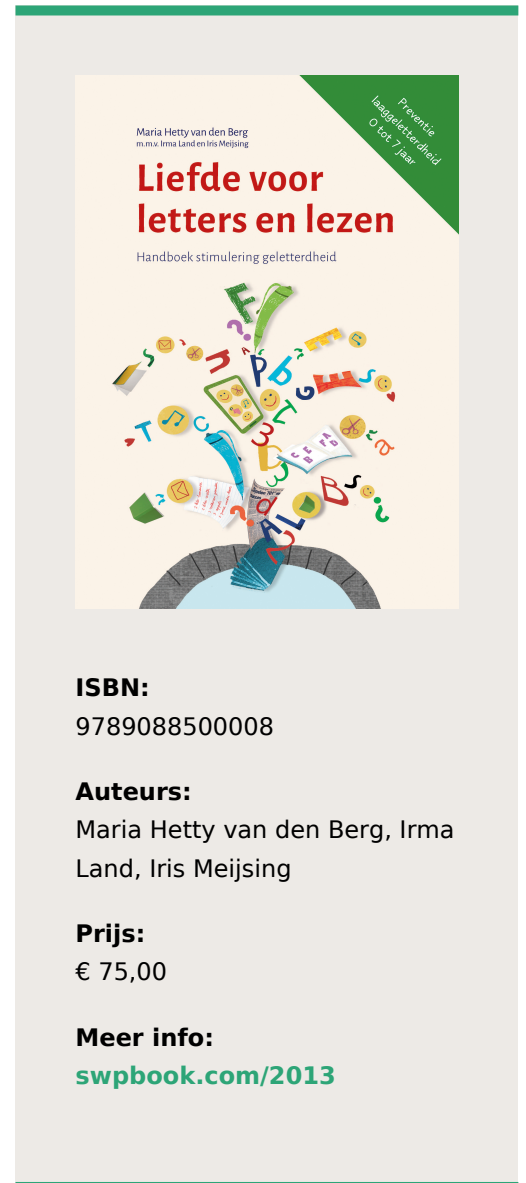 Preventie
laaggeletterdheid
0 tot 7 jaar
Maria Hetty van den Berg
m.m.v. Irma Land en Iris Meijsing
Liefde voor
letters en lezen
Handboek stimulering geletterdheid
ISBN:
9789088500008
Auteurs:
Maria Hetty van den Berg, Irma
Land, Iris Meijsing
Prijs:
€ 75,00
Meer info:
swpbook.com/2013